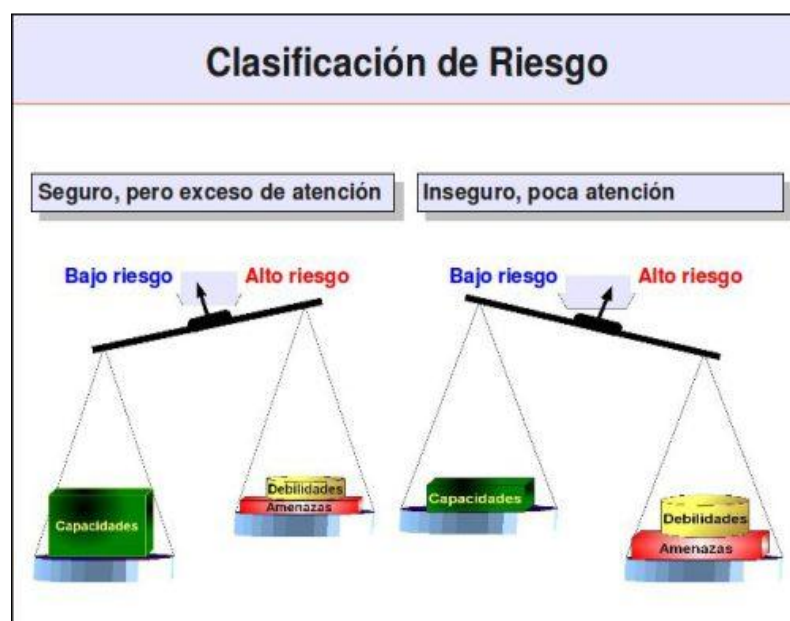 Clasificación de Riesgo
Seguro, pero exceso de atención
Inseguro, poca atención
Bajo riesgo
Alto riesgo
Bajo riesgo
Alto riesgo
Capacidades
Debilidades
Amenazas
Capacidades
Debilidades
Amenazas